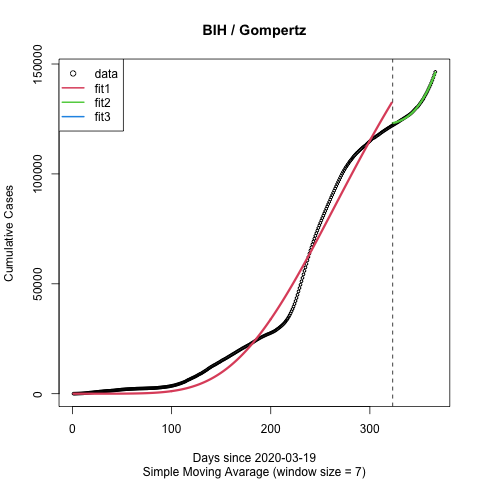 BIH / Gompertz
data
fit1
fit2
fit3
Cumulative Cases
0
50000
100000
150000
0
100
200
300
Days since 2020-03-19
Simple Moving Avarage (window size = 7)